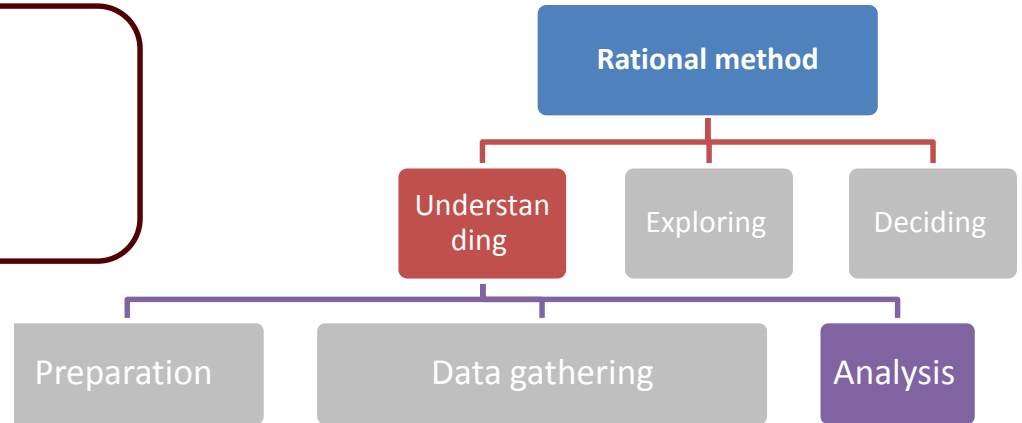 Rational method
Understan
ding
Exploring
Deciding
Preparation
Data gathering
Analysis